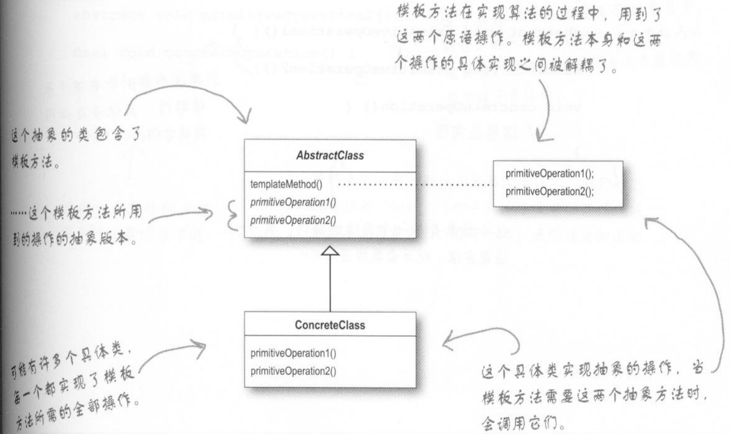 模板方法在实现算法的过程中，用到了
这两个原语操作。模板方法本身和这两
个操作的具体实现之间被解耦了。
这个抽象的类包含了
模板方法。
AbstractClass
templateMethod()
primitiveOperation1()
primitiveOperation2()
primitiveOperation1();
primitiveOperation2();
……这个模板方法所用
到的操作的抽象版本。
ConcreteClass
primitiveOperation1()
primitiveOperation2()
可能有许多个具体类，
每一个都实现了模板
方法所需的全部操作。
这个具体类实现抽象的操作，当
模板方法需要这两个抽象方法时，
会调用它们。